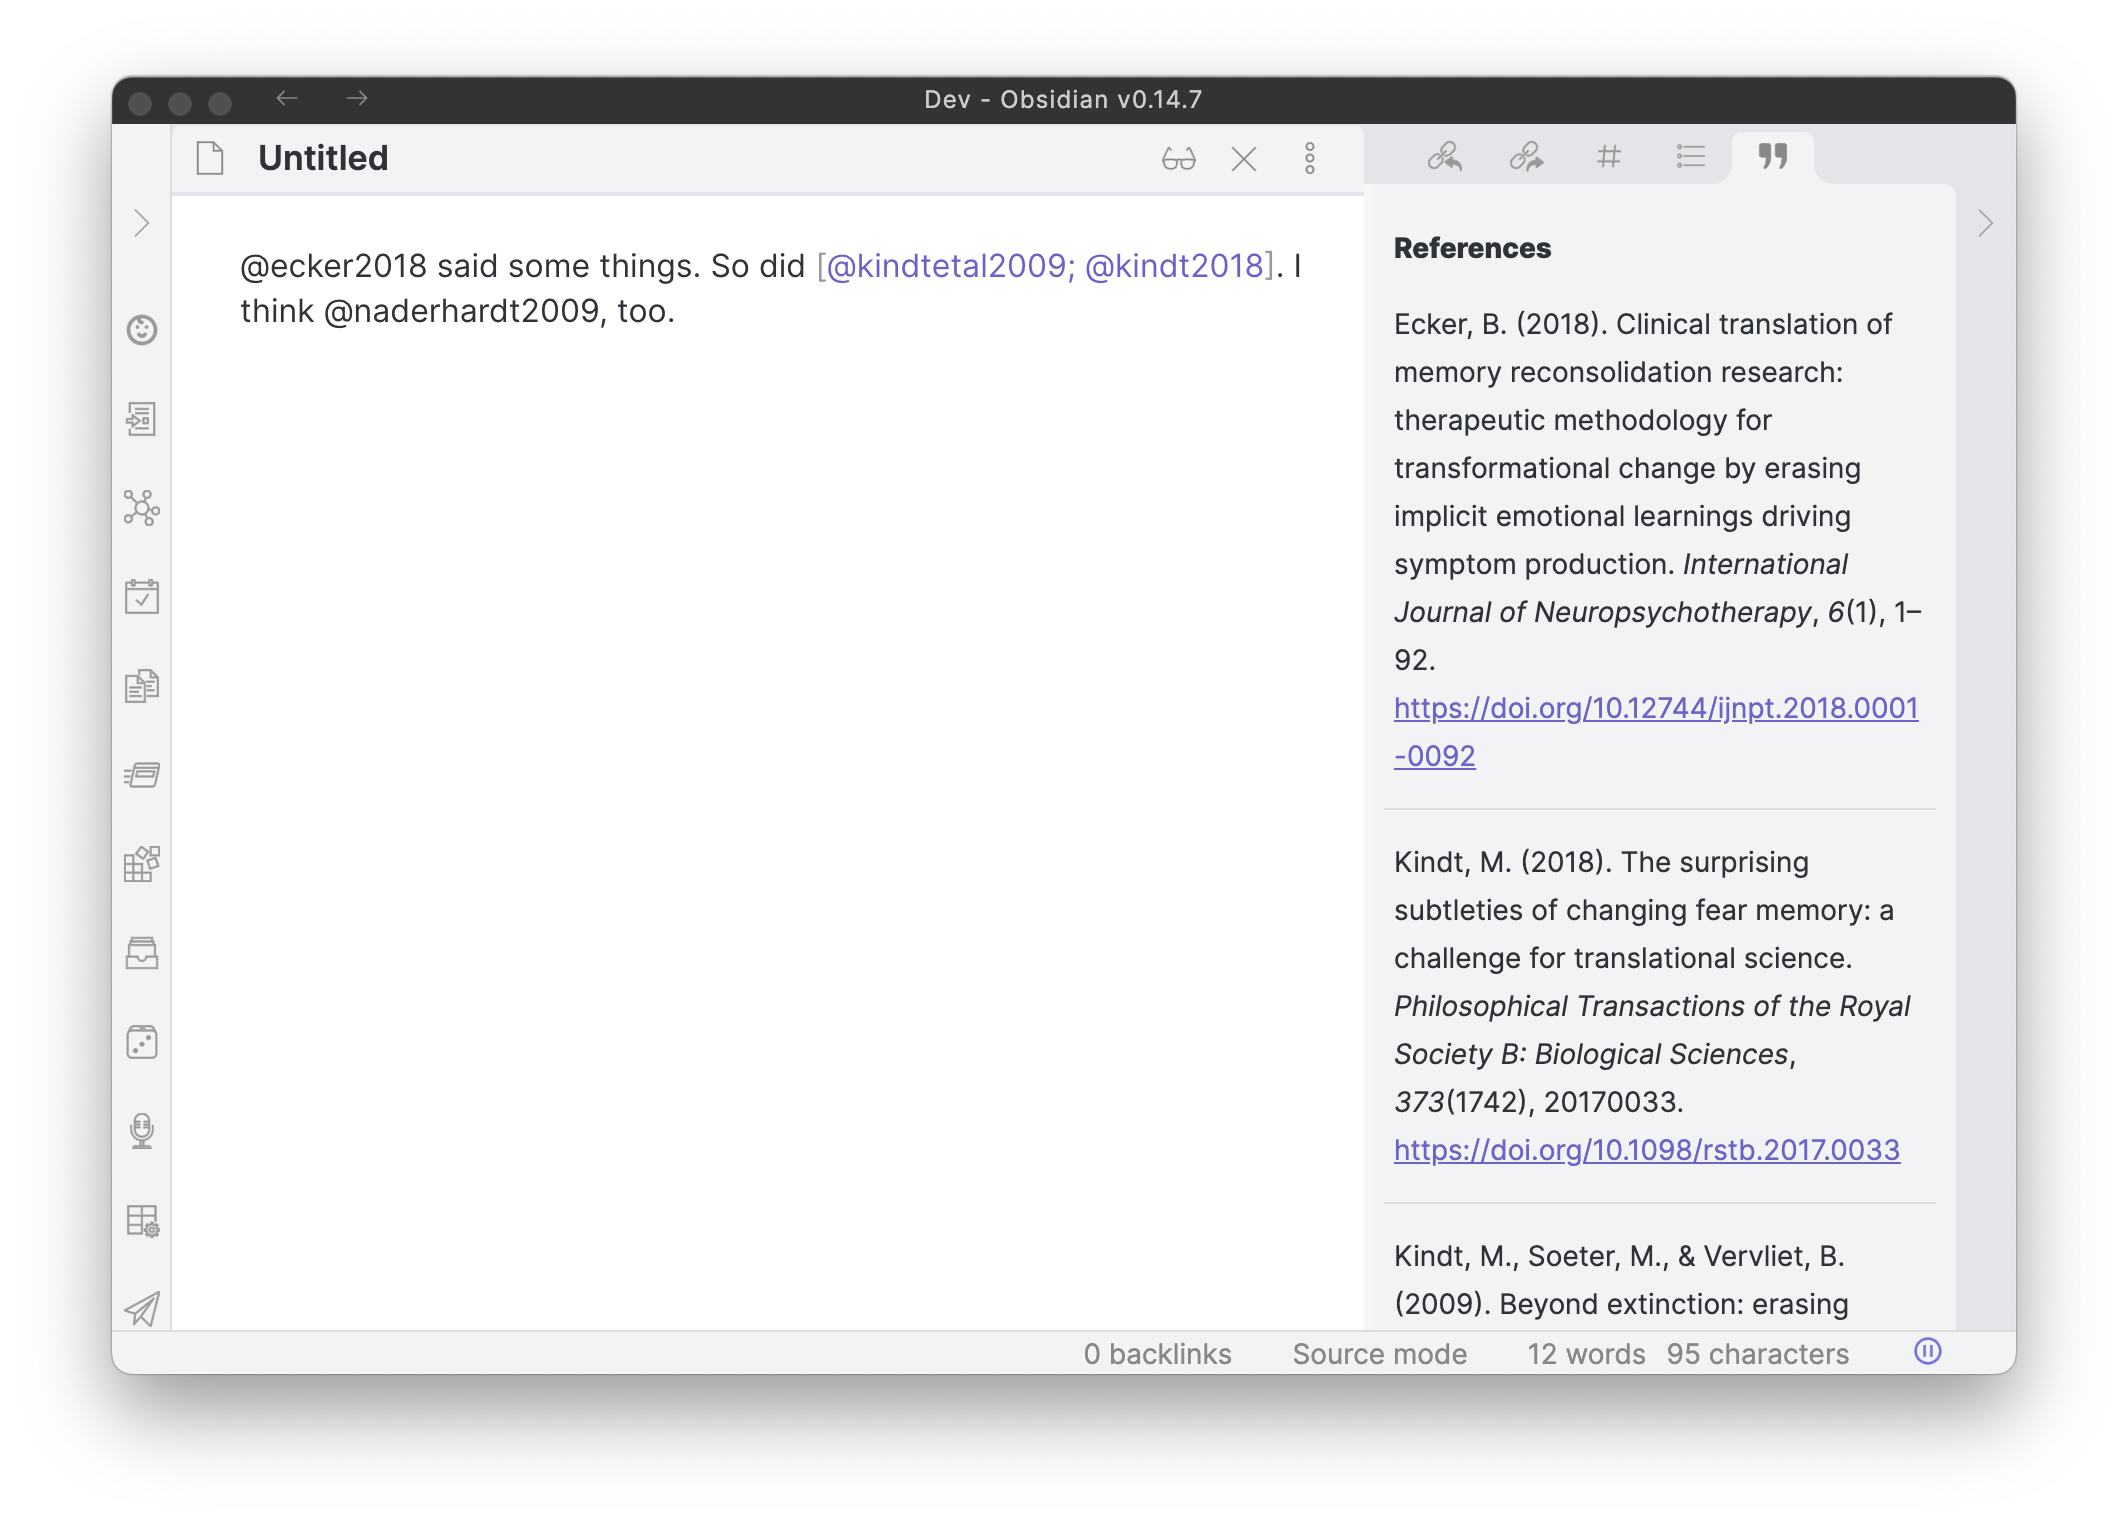 Dev - Obsidian v0.14.7
Untitled
@ecker2018 said some things. So did [@kindtetal2009; @kindt2018]. I
think @naderhardt2009, too.
References
Ecker, B. (2018). Clinical translation of
memory reconsolidation research:
therapeutic methodology for
transformational change by erasing
implicit emotional learnings driving
symptom production. International
Journal of Neuropsychotherapy, 6(1), 1–
92.
https://doi.org/10.12744/ijnpt.2018.0001
-0092
Kindt, M. (2018). The surprising
subtleties of changing fear memory: a
challenge for translational science.
Philosophical Transactions of the Royal
Society B: Biological Sciences,
373(1742), 20170033.
https://doi.org/10.1098/rstb.2017.0033
Kindt, M., Soeter, M., & Vervliet, B.
(2009). Beyond extinction: erasing
0 backlinks Source mode 12 words 95 characters